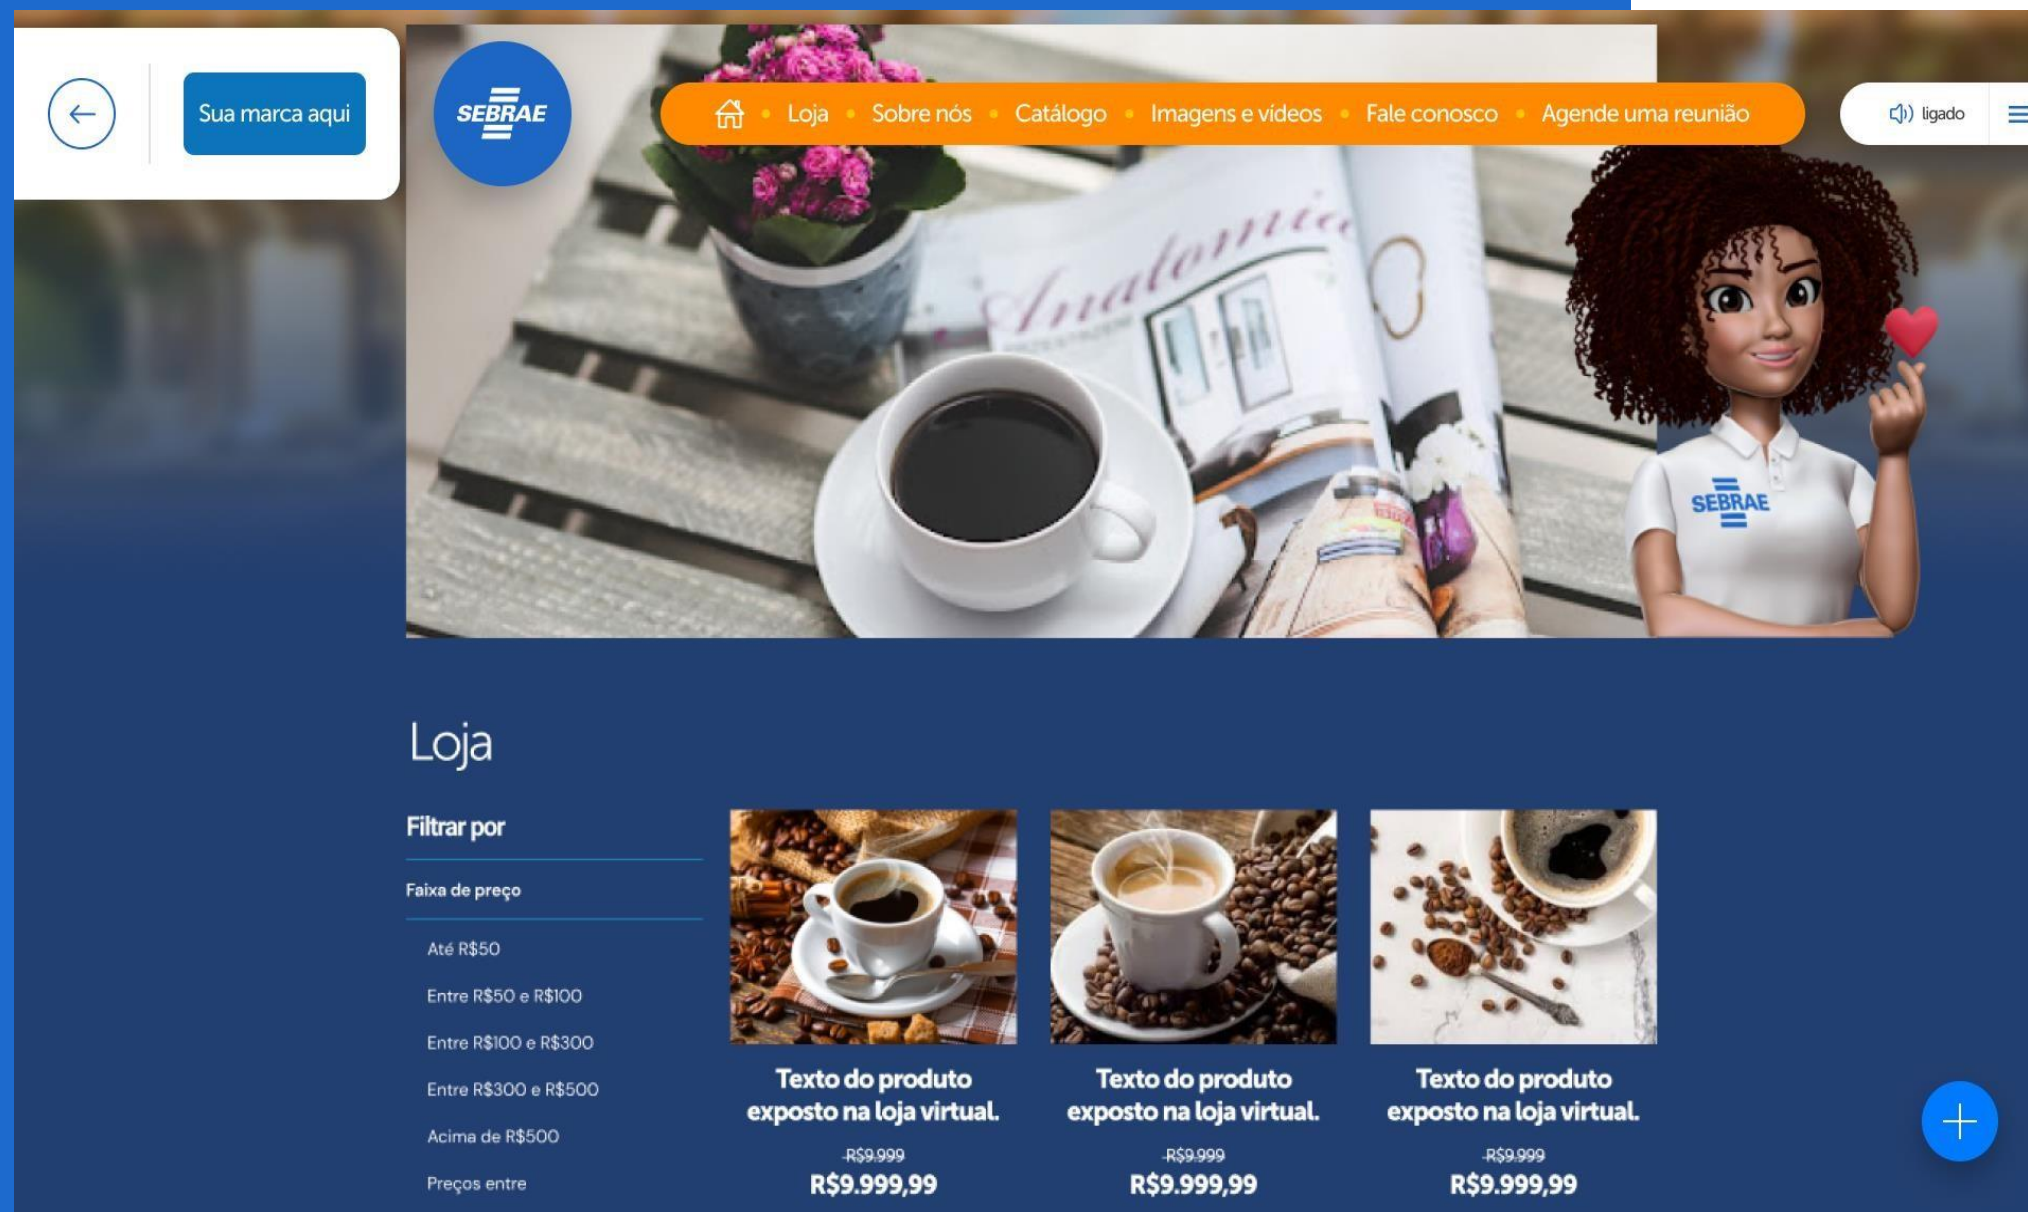 Sua marca aqui
SEBRAE
Loja
Sobre nós
Catálogo
Imagens e vídeos
Fale conosco
Agende uma reunião
ligado
Anatomia
SEBRAE
Loja
Filtrar por
Faixa de preço
Até R$50
Entre R$50 e R$100
Entre R$100 e R$300
Entre R$300 e R$500
Acima de R$500
Preços entre
Texto do produto
exposto na loja virtual.
R$9.999
R$9.999,99
Texto do produto
exposto na loja virtual.
R$9.999
R$9.999,99
Texto do produto
exposto na loja virtual.
R$9.999
R$9.999,99